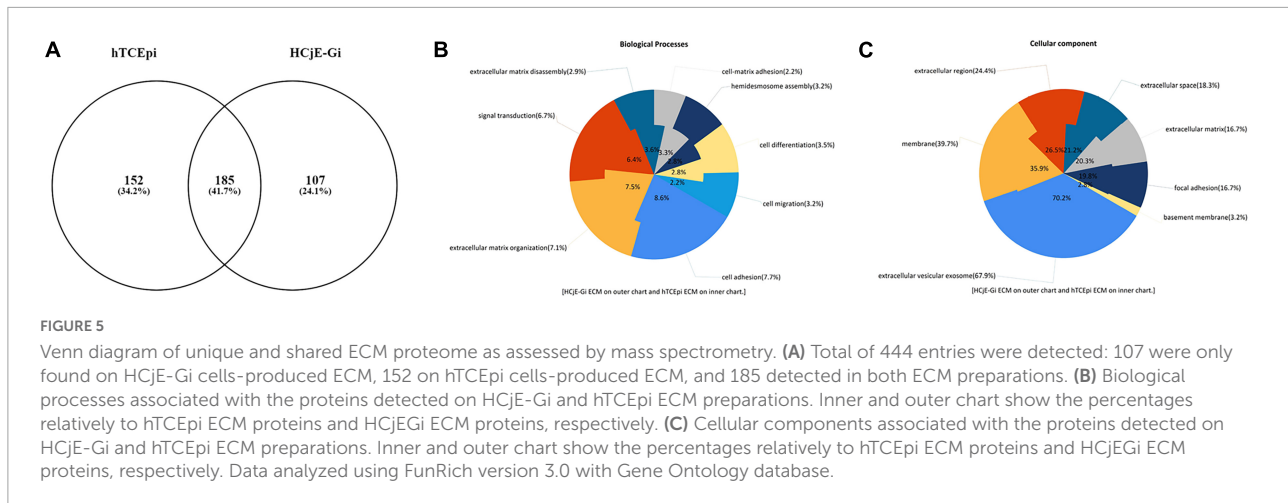 A
hTCEpi
HCjE-Gi
152
(34.2%)
185
(41.7%)
107
(24.1%)
B
Biological Processes
extracellular matrix disassembly(2.9%)
cell-matrix adhesion(2.2%)
hemidesmosome assembly(3.2%)
signal transduction(6.7%)
cell differentiation(3.5%)
cell migration(3.2%)
extracellular matrix organization(7.1%)
cell adhesion(7.7%)
3.6%
3.3%
2.8%
6.4%
2.8%
2.2%
7.5%
8.6%
[HCjE-Gi ECM on outer chart and hTCEpi ECM on inner chart.]
C
Cellular component
extracellular region(24.4%)
extracellular space(18.3%)
extracellular matrix(16.7%)
membrane(39.7%)
focal adhesion(16.7%)
basement membrane(3.2%)
extracellular vesicular exosome(67.9%)
26.5%
21.2%
20.3%
35.9%
19.8%
70.2%
[HCjE-Gi ECM on outer chart and hTCEpi ECM on inner chart.]
FIGURE 5
Venn diagram of unique and shared ECM proteome as assessed by mass spectrometry. (A) Total of 444 entries were detected: 107 were only
found on HCjE-Gi cells-produced ECM, 152 on hTCEpi cells-produced ECM, and 185 detected in both ECM preparations. (B) Biological
processes associated with the proteins detected on HCjE-Gi and hTCEpi ECM preparations. Inner and outer chart show the percentages
relatively to hTCEpi ECM proteins and HCjEGi ECM proteins, respectively. (C) Cellular components associated with the proteins detected on
HCjE-Gi and hTCEpi ECM preparations. Inner and outer chart show the percentages relatively to hTCEpi ECM proteins and HCjEGi ECM
proteins, respectively. Data analyzed using FunRich version 3.0 with Gene Ontology database.